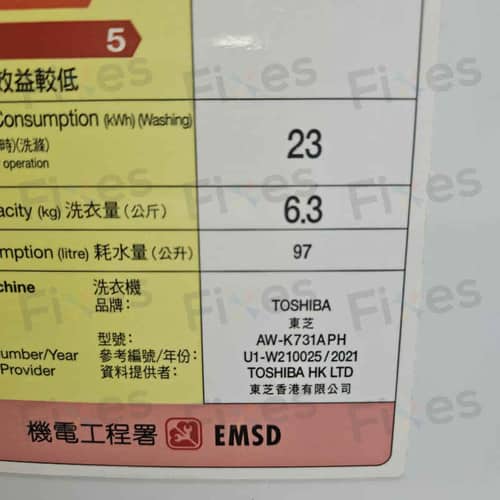 5
效益較低
Consumption (kWh) (Washing)
時)(洗滌)
operation
23
acity (kg) 洗衣量(公斤)
6.3
mption (litre) 耗水量(公升)
97
chine 洗衣機
品牌: TOSHIBA
東芝
型號: AW-K731APH
umber/Year 參考編號/年份: U1-W210025/2021
Provider 資料提供者: TOSHIBA HK LTD
東芝香港有限公司
機電工程署 EMSD
Fixes